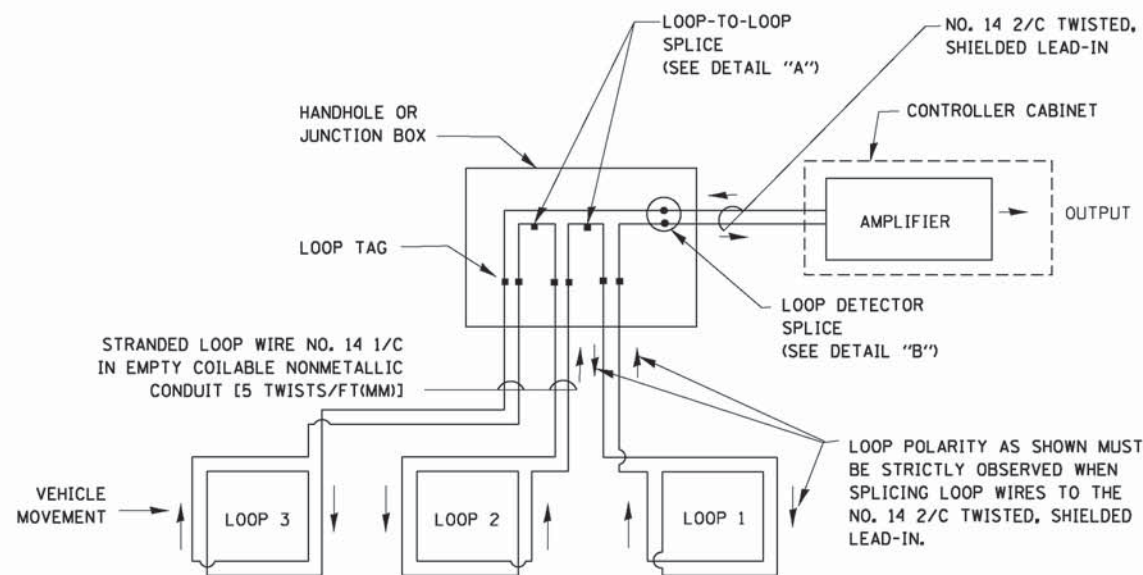 LOOP-TO-LOOP
SPLICE
(SEE DETAIL "A")
NO. 14 2/C TWISTED,
SHIELDED LEAD-IN
HANDHOLE OR
JUNCTION BOX
CONTROLLER CABINET
AMPLIFIER
OUTPUT
LOOP TAG
LOOP DETECTOR
SPLICE
(SEE DETAIL "B")
STRANDED LOOP WIRE NO. 14 1/C
IN EMPTY COILABLE NONMETALLIC
CONDUIT [5 TWISTS/FT(MM)]
LOOP POLARITY AS SHOWN MUST
BE STRICTLY OBSERVED WHEN
SPLICING LOOP WIRES TO THE
NO. 14 2/C TWISTED, SHIELDED
LEAD-IN.
VEHICLE
MOVEMENT
LOOP 3
LOOP 2
LOOP 1